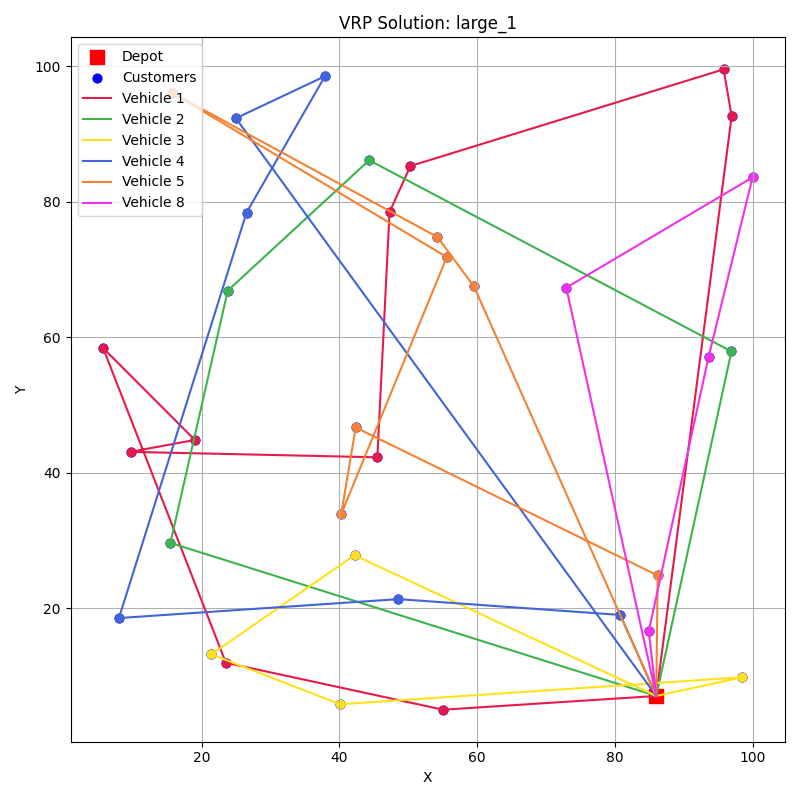 VRP Solution: large_1
Depot
Customers
Vehicle 1
Vehicle 2
Vehicle 3
Vehicle 4
Vehicle 5
Vehicle 8
100
80
60
40
20
Y
20 40 60 80 100
X